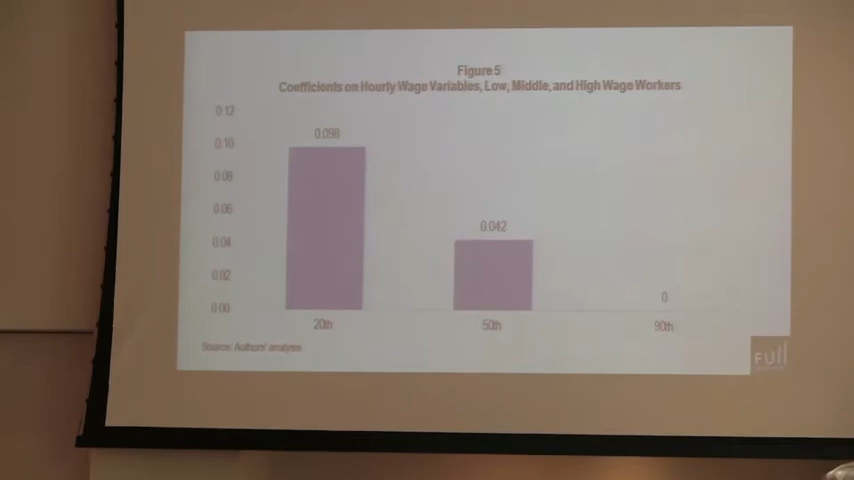 Figure 5
Coefficients on Hourly Wage Variables, Low, Middle, and High Wage Workers
0.12
0.10
0.08
0.06
0.04
0.02
0.00
0.098
0.042
0
20th
50th
90th
Source: Authors' analysis
Full